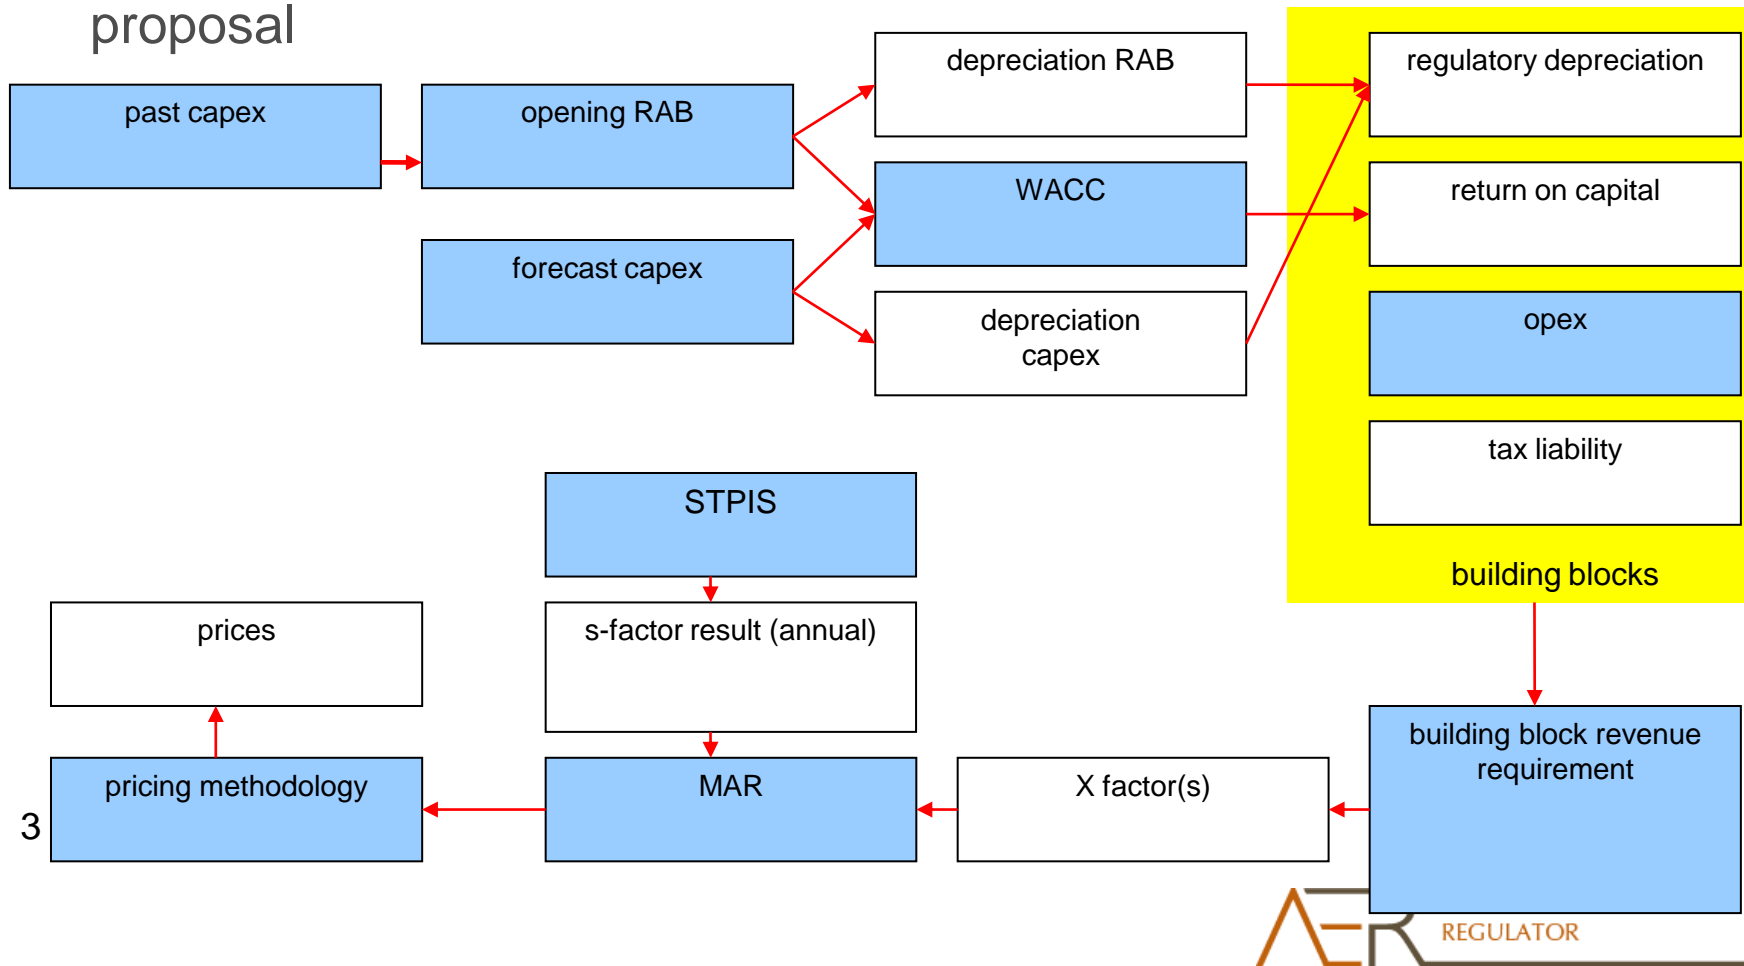 proposal
past capex
opening RAB
depreciation RAB
regulatory depreciation
WACC
return on capital
forecast capex
depreciation
capex
opex
tax liability
building blocks
STPIS
prices
s-factor result (annual)
building block revenue
requirement
pricing methodology
MAR
X factor(s)
3
AER
REGULATOR